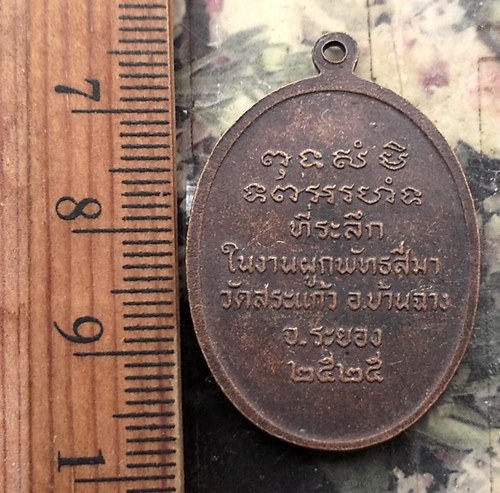 7
8
9
1
ที่ระลึก
ในงานผูกพัทธสีมา
วัดสระแก้ว อ.บ้านฉาง
จ.ระยอง
๒๕๒๕